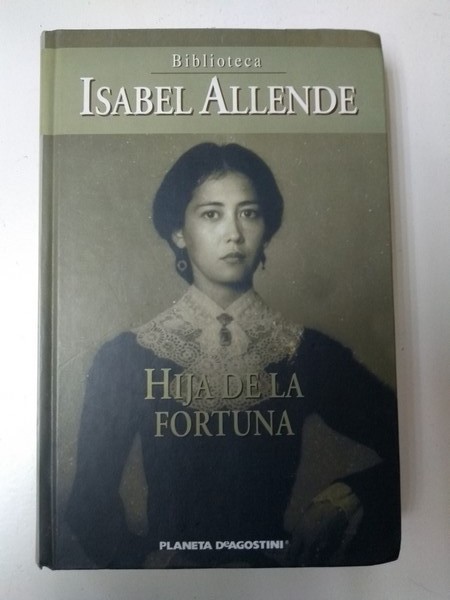 Biblioteca
ISABEL ALLENDE
HIJA DE LA
FORTUNA
PLANETA DeAGOSTINI®